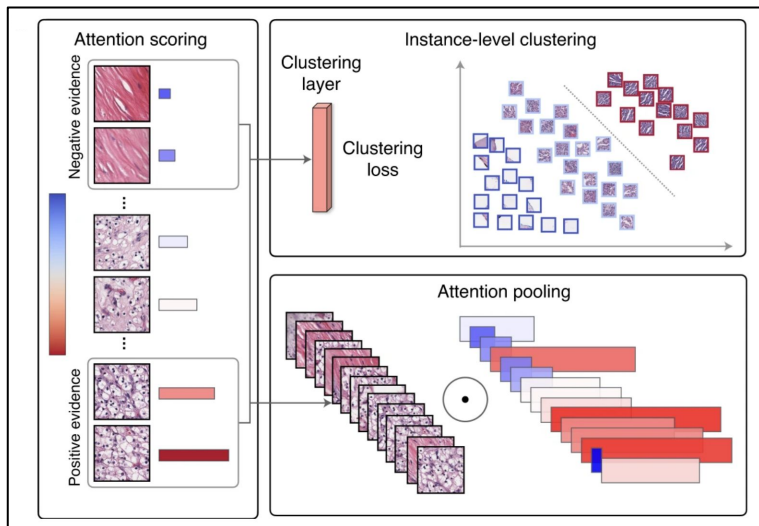 Attention scoring
Negative evidence
...
...
Positive evidence
Instance-level clustering
Clustering
layer
Clustering
loss
Attention pooling